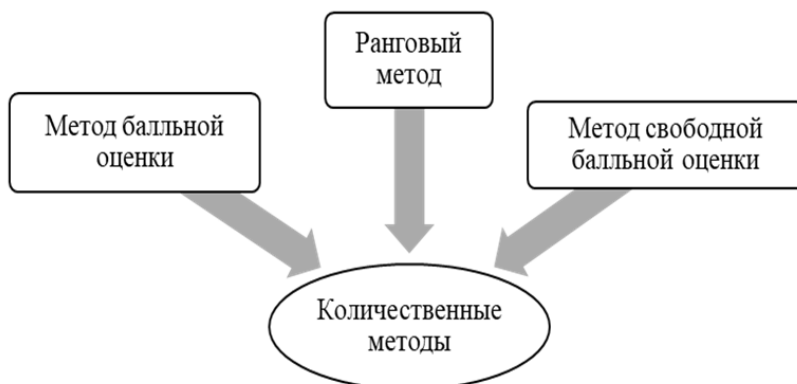 Ранговый
метод
Метод балльной
оценки
Метод свободной
балльной оценки
Количественные
методы